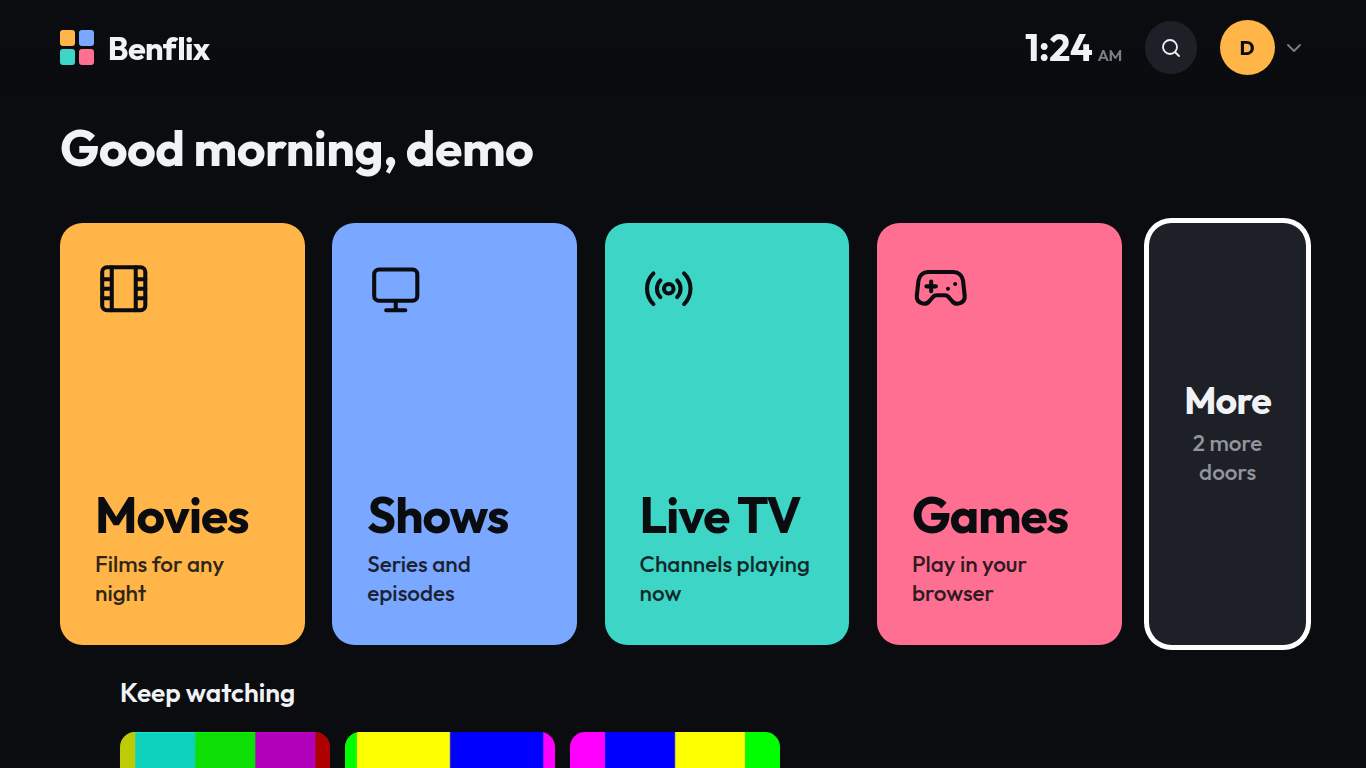 Benflix
1:24 AM
D
Good morning, demo
Movies
Films for any
night
Shows
Series and
episodes
Live TV
Channels playing
now
Games
Play in your
browser
More
2 more
doors
Keep watching